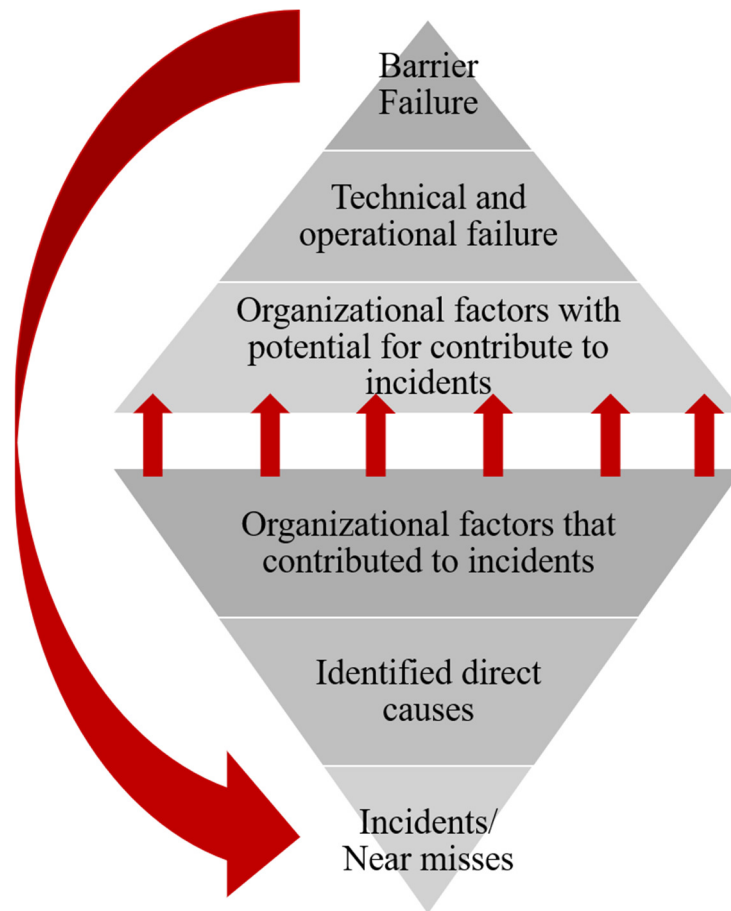 Barrier
Failure
Technical and
operational failure
Organizational factors with
potential for contribute to
incidents
Organizational factors that
contributed to incidents
Identified direct
causes
Incidents/
Near misses